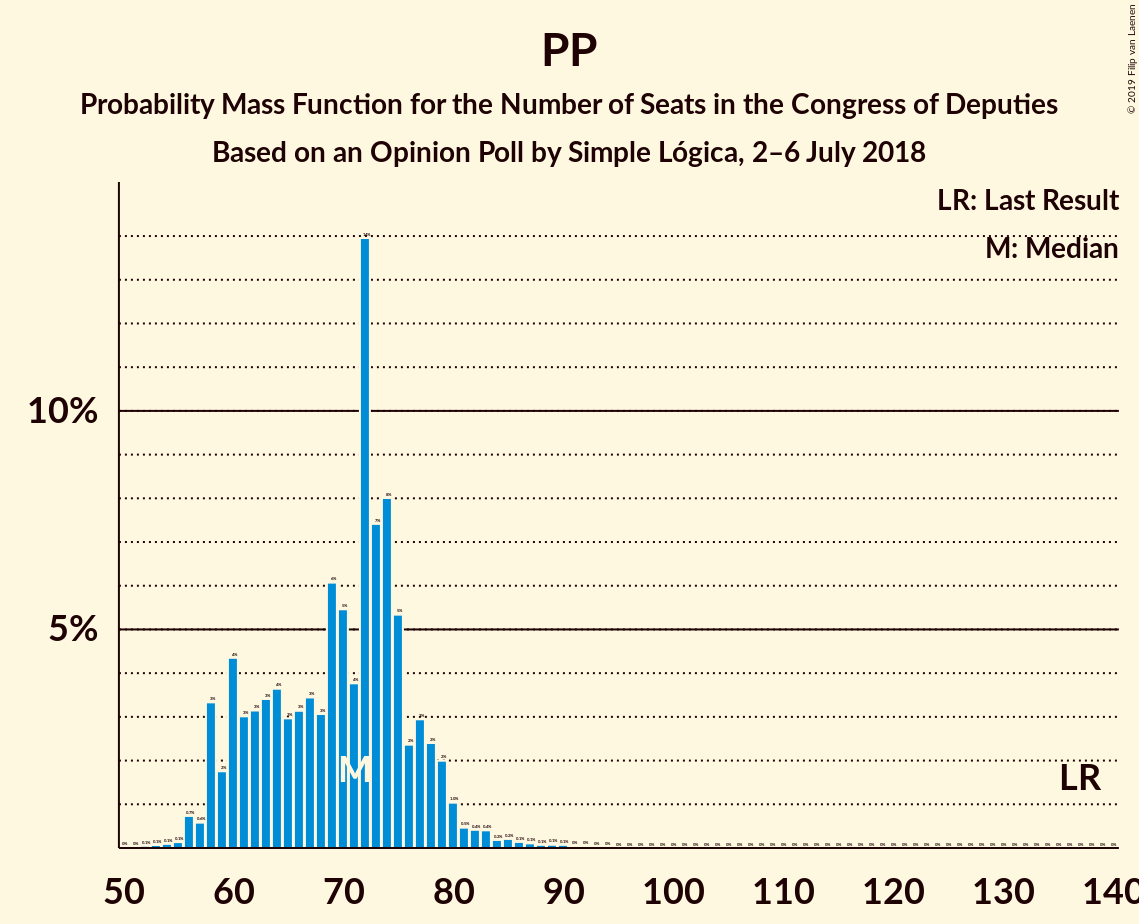 PP
Probability Mass Function for the Number of Seats in the Congress of Deputies
Based on an Opinion Poll by Simple Lógica, 2–6 July 2018
© 2019 Filip van Laenen
LR: Last Result
M: Median
10%
5%
M
LR
50 60 70 80 90 100 110 120 130 140